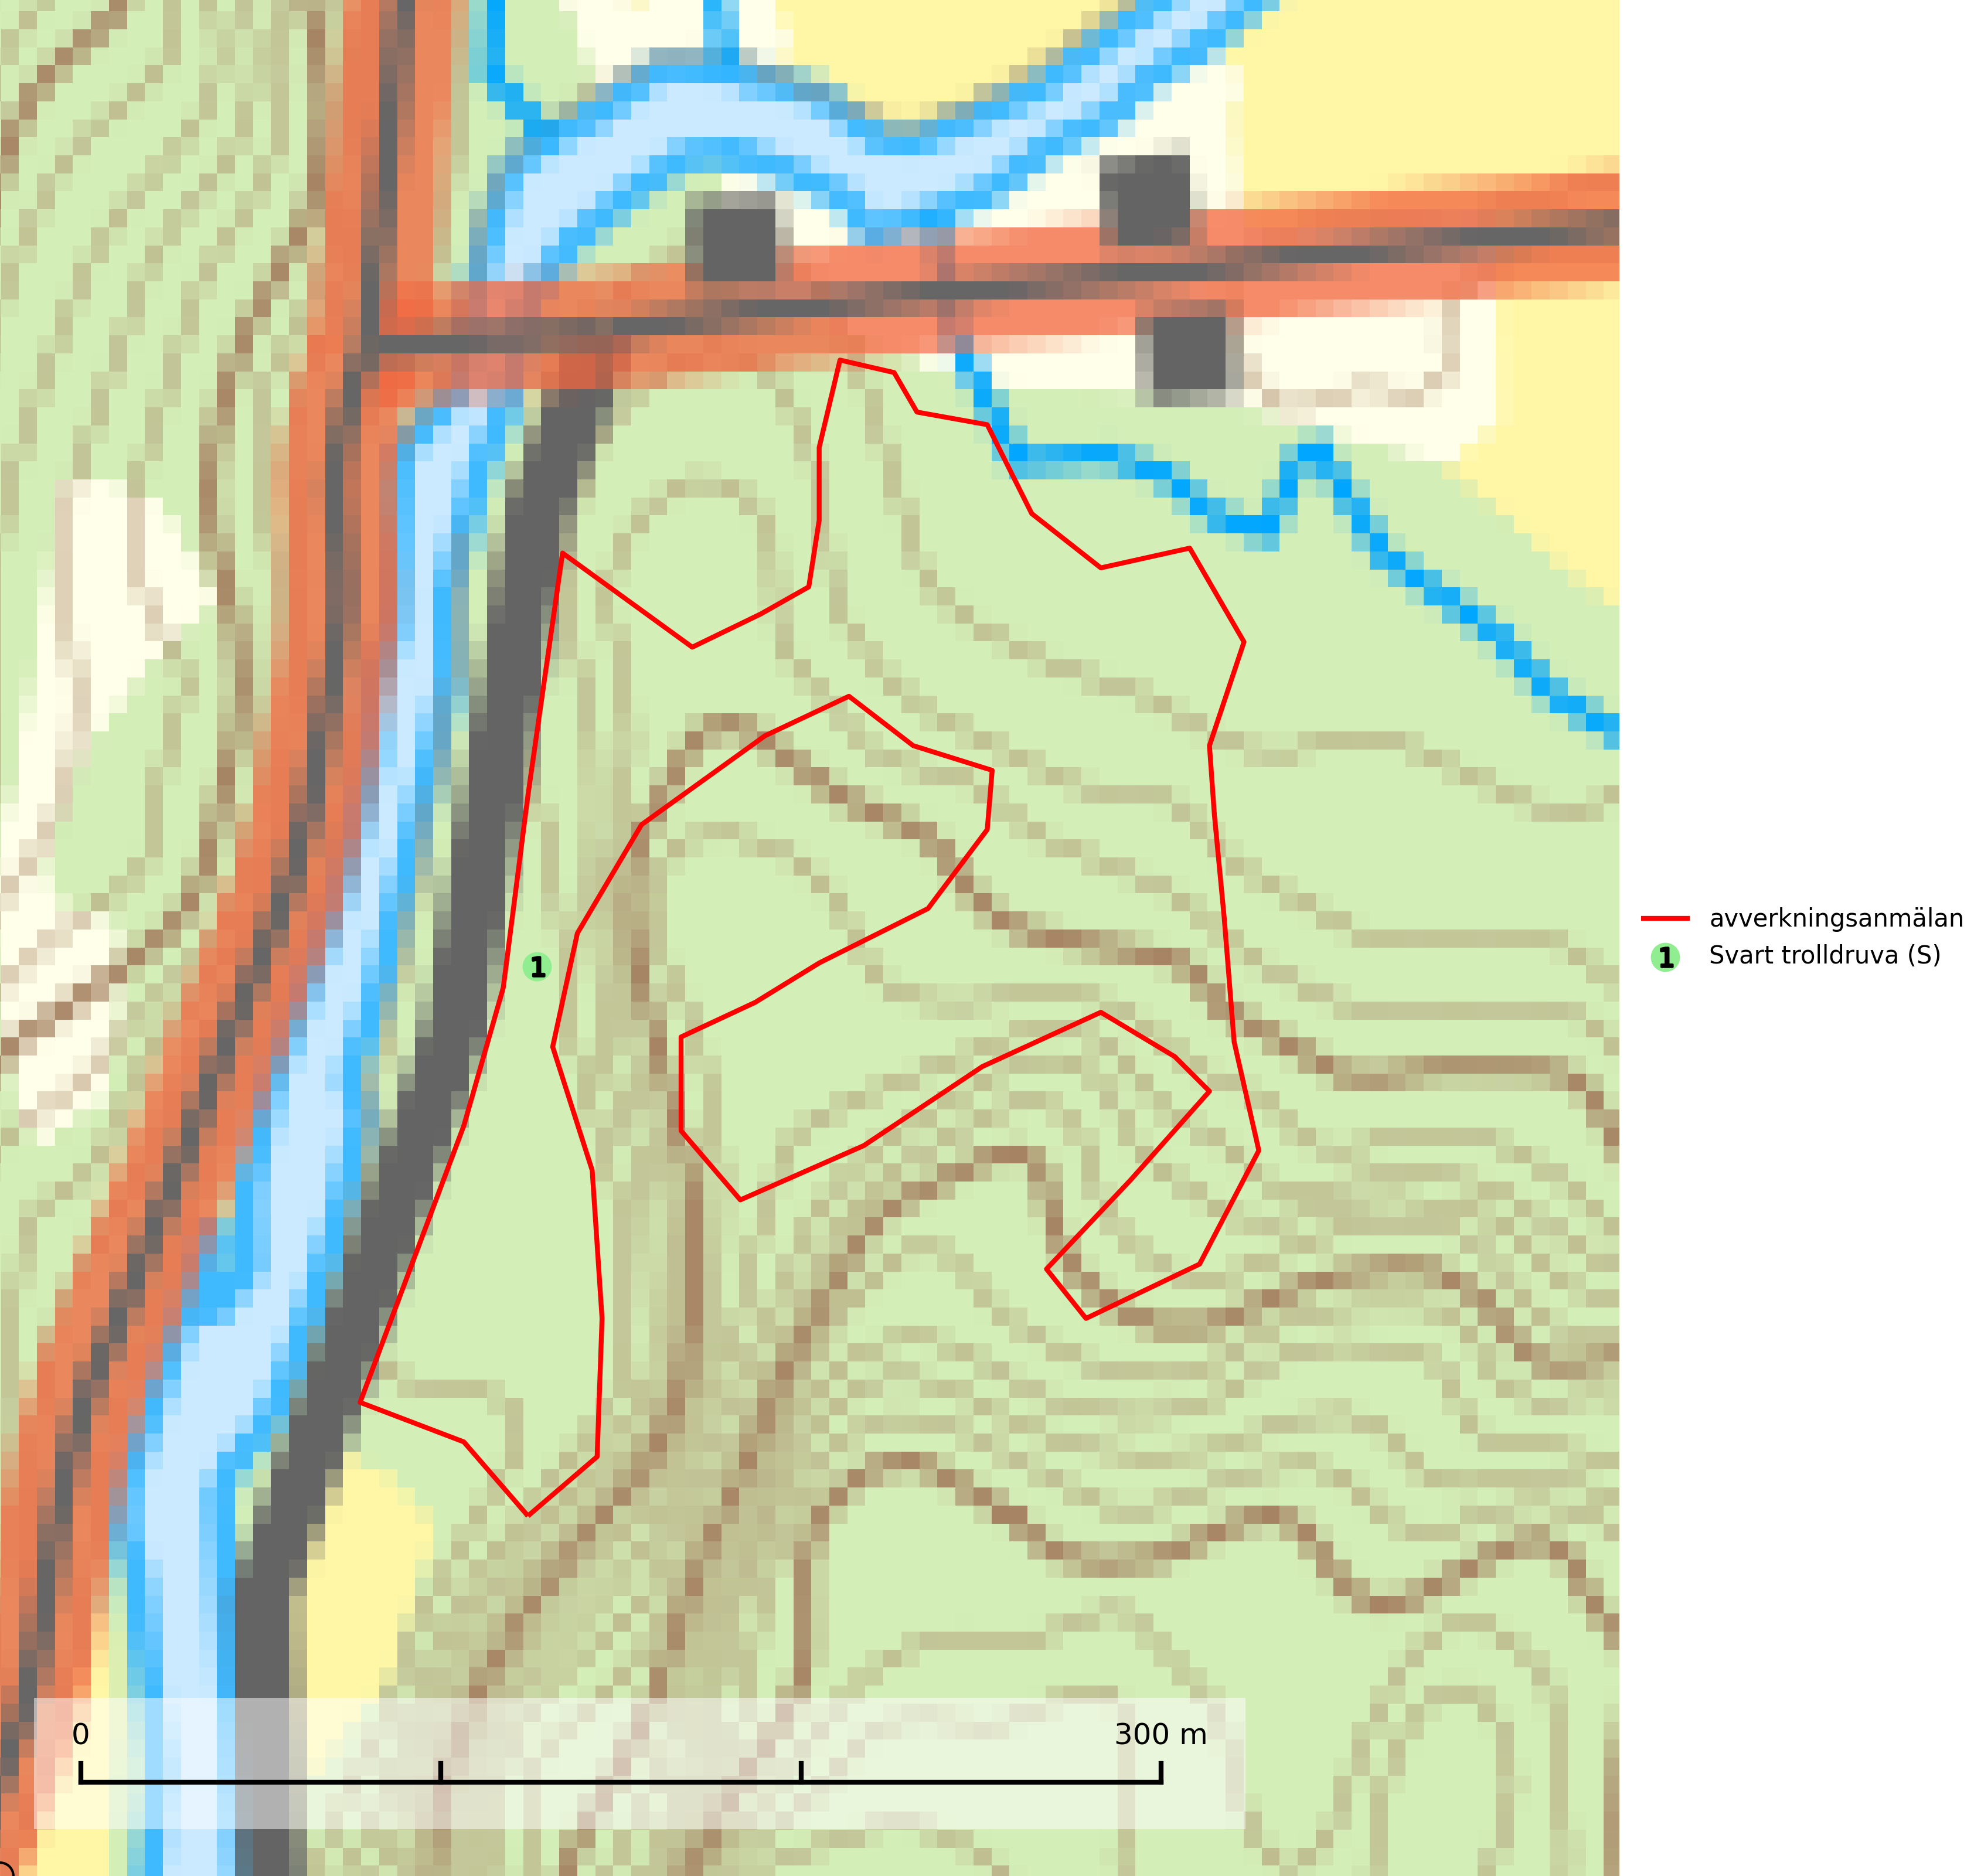 1
avverkningsanmälan
1 Svart trolldruva (S)
0 300 m